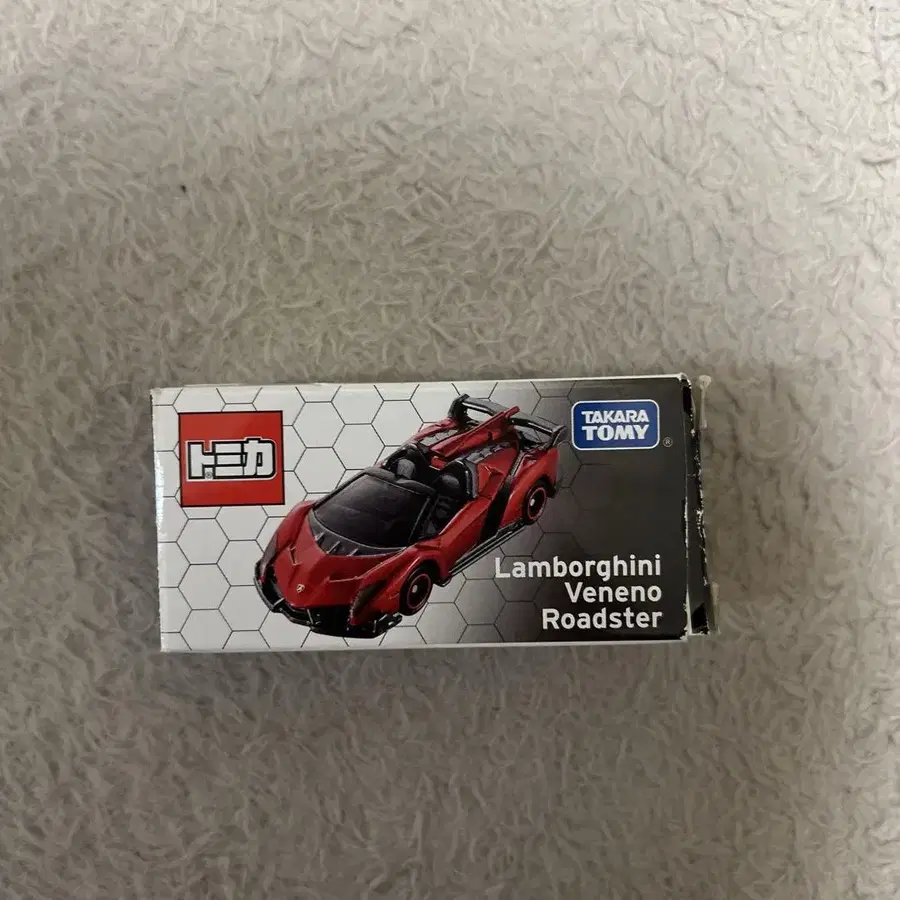 トミカ
TAKARA
TOMY
®
Lamborghini
Veneno
Roadster